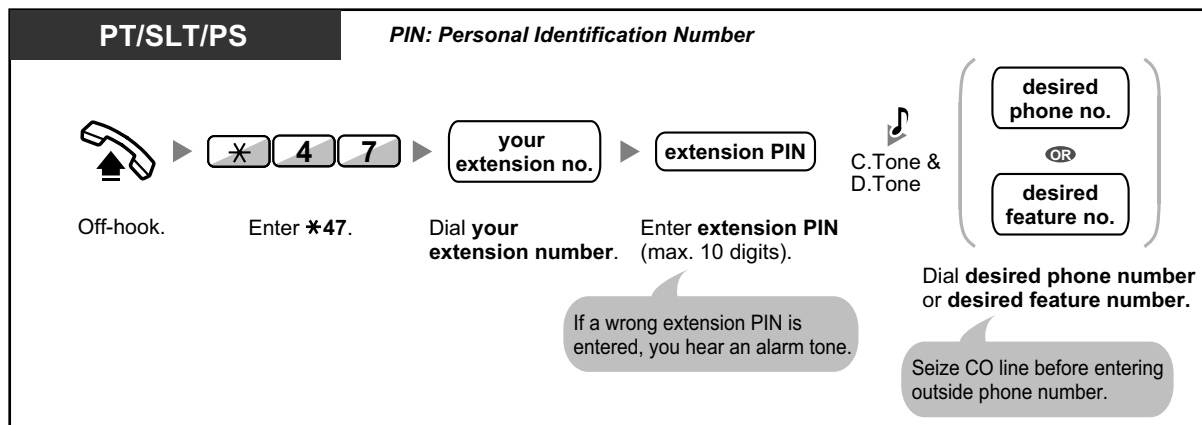 PT/SLT/PS
PIN: Personal Identification Number
✳ 4 7
your
extension no.
extension PIN
C.Tone &
D.Tone
desired
phone no.
OR
desired
feature no.
Off-hook.
Enter ✳47.
Dial your
extension number.
Enter extension PIN
(max. 10 digits).
If a wrong extension PIN is
entered, you hear an alarm tone.
Dial desired phone number
or desired feature number.
Seize CO line before entering
outside phone number.